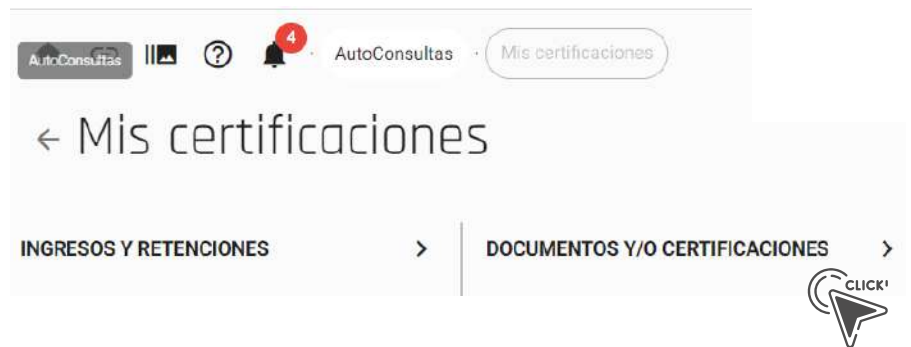 AutoConsultas 4 · AutoConsultas · Mis certificaciones
← Mis certificaciones
INGRESOS Y RETENCIONES > DOCUMENTOS Y/O CERTIFICACIONES >
CLICK!